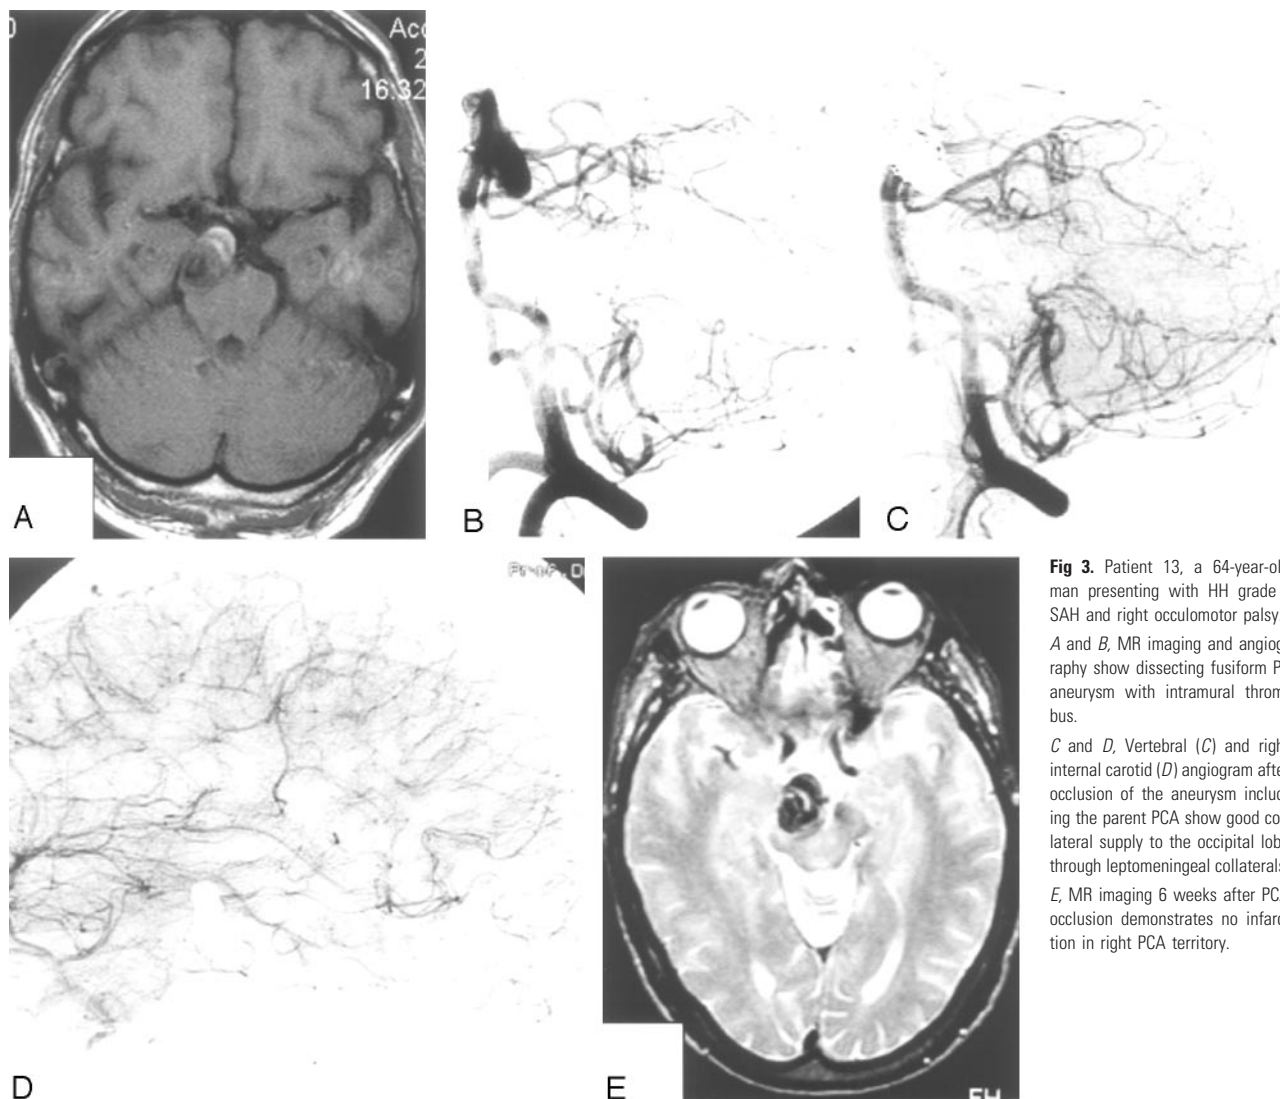 Acc
2
16:32
A
B
C
Prof. D
D
E
FH
Fig 3. Patient 13, a 64-year-ol
man presenting with HH grade
SAH and right occulomotor palsy
A and B, MR imaging and angiog
raphy show dissecting fusiform P
aneurysm with intramural throm
bus.
C and D, Vertebral (C) and righ
internal carotid (D) angiogram afte
occlusion of the aneurysm includ
ing the parent PCA show good co
lateral supply to the occipital lob
through leptomeningeal collaterals
E, MR imaging 6 weeks after PCA
occlusion demonstrates no infarc
tion in right PCA territory.